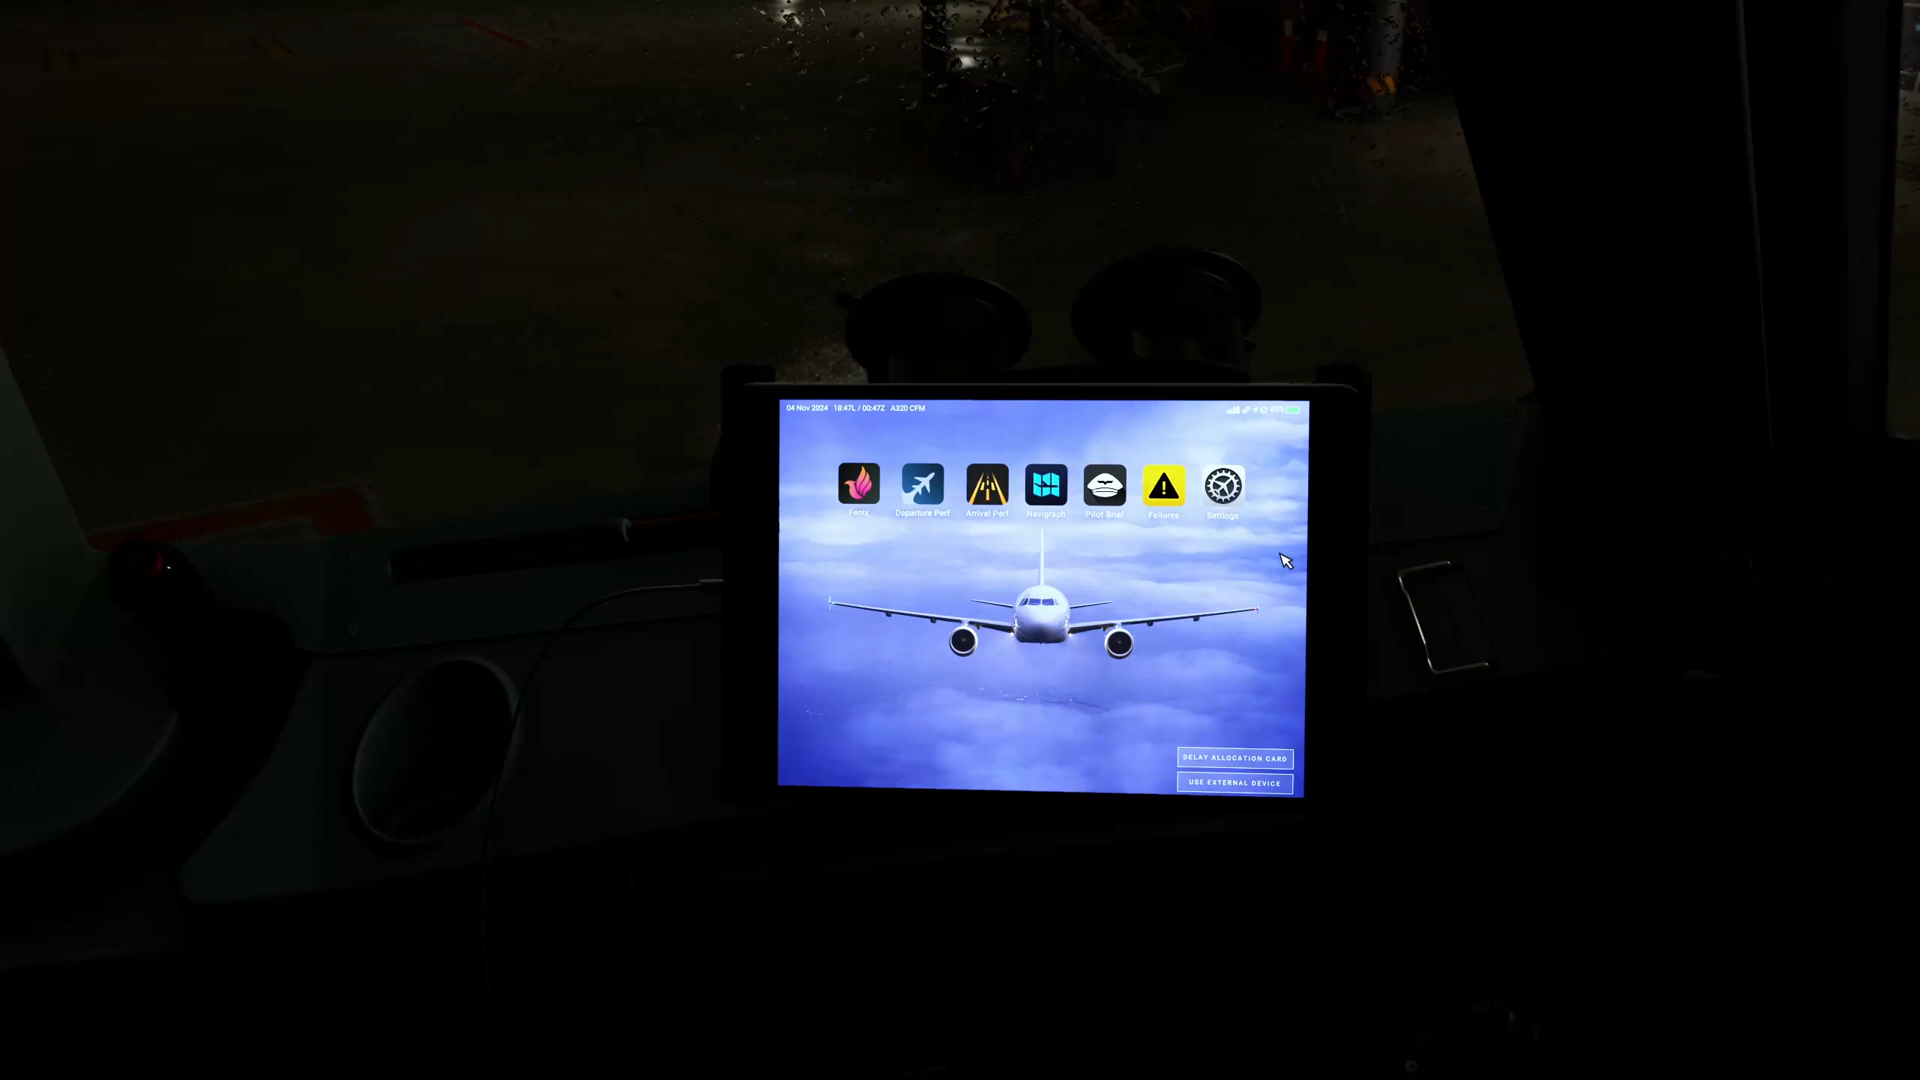 04 Nov 2024 18:47L / 00:47Z A320 CFM
Fenix Departure Perf Arrival Perf Navigraph Pilot Brief Failures Settings
DELAY ALLOCATION CARD
USE EXTERNAL DEVICE